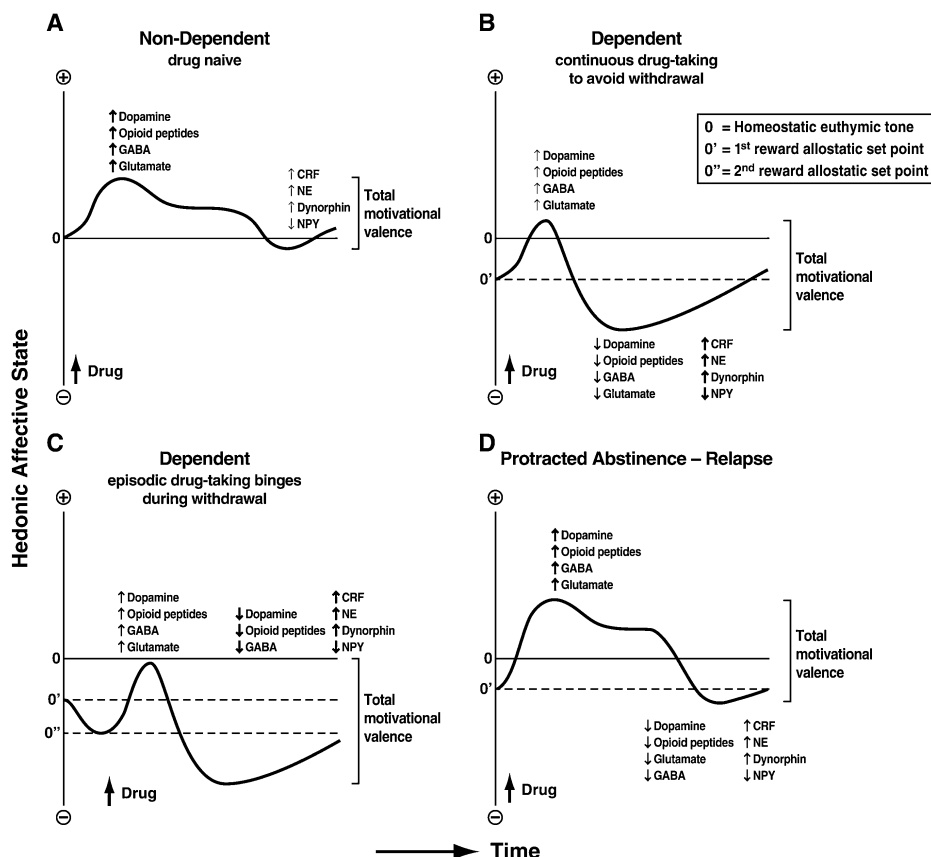 A
Non-Dependent
drug naive
⊕
↑Dopamine
↑Opioid peptides
↑GABA
↑Glutamate
↑CRF
↑NE
↑Dynorphin
↓NPY
Total
motivational
valence
0
↑ Drug
⊖
B
Dependent
continuous drug-taking
to avoid withdrawal
⊕
0 = Homeostatic euthymic tone
0' = 1st reward allostatic set point
0" = 2nd reward allostatic set point
↑Dopamine
↑Opioid peptides
↑GABA
↑Glutamate
0
0'
Total
motivational
valence
↓Dopamine
↓Opioid peptides
↓GABA
↓Glutamate
↑CRF
↑NE
↑Dynorphin
↓NPY
↑ Drug
⊖
Hedonic Affective State
C
Dependent
episodic drug-taking binges
during withdrawal
⊕
↑Dopamine
↑Opioid peptides
↑GABA
↑Glutamate
↓Dopamine
↓Opioid peptides
↓GABA
↑CRF
↑NE
↑Dynorphin
↓NPY
0
0'
0"
Total
motivational
valence
↑ Drug
⊖
D
Protracted Abstinence – Relapse
⊕
↑Dopamine
↑Opioid peptides
↑GABA
↑Glutamate
0
0'
Total
motivational
valence
↓Dopamine
↓Opioid peptides
↓Glutamate
↓GABA
↑CRF
↑NE
↑Dynorphin
↓NPY
↑ Drug
⊖
→ Time